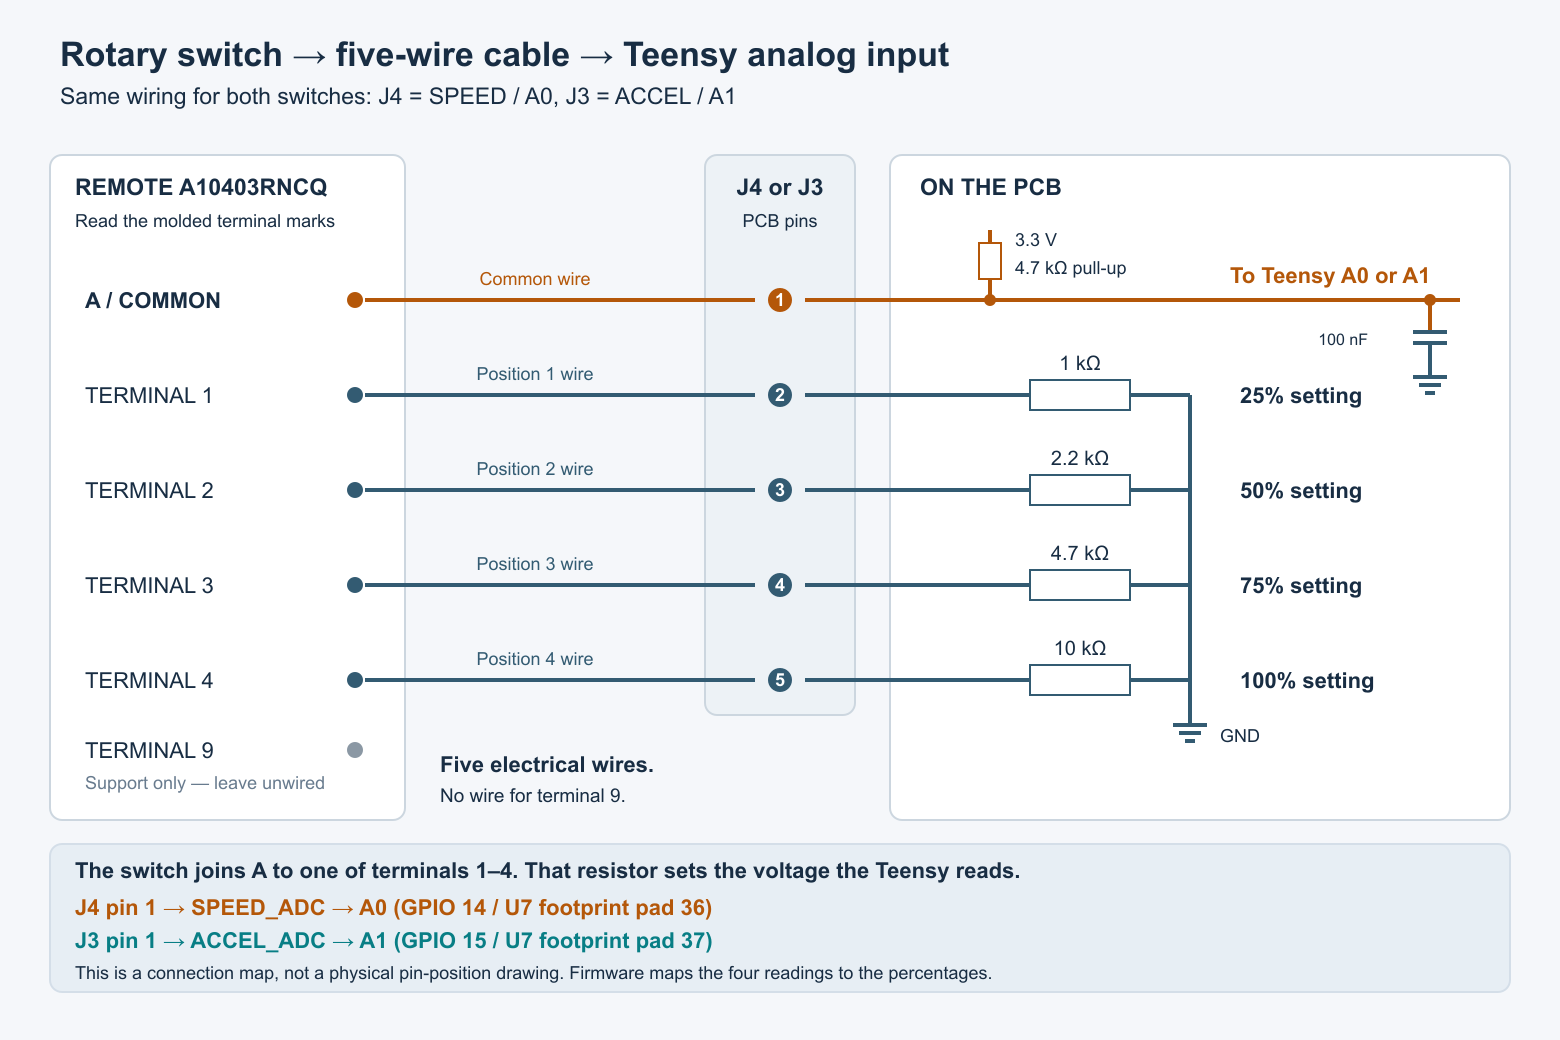 Rotary switch → five-wire cable → Teensy analog input
Same wiring for both switches: J4 = SPEED / A0, J3 = ACCEL / A1
REMOTE A10403RNCQ
Read the molded terminal marks
J4 or J3
PCB pins
ON THE PCB
3.3 V
4.7 kΩ pull-up
To Teensy A0 or A1
A / COMMON
Common wire
1
100 nF
TERMINAL 1
Position 1 wire
2
1 kΩ
25% setting
TERMINAL 2
Position 2 wire
3
2.2 kΩ
50% setting
TERMINAL 3
Position 3 wire
4
4.7 kΩ
75% setting
TERMINAL 4
Position 4 wire
5
10 kΩ
100% setting
GND
TERMINAL 9
Support only — leave unwired
Five electrical wires.
No wire for terminal 9.
The switch joins A to one of terminals 1–4. That resistor sets the voltage the Teensy reads.
J4 pin 1 → SPEED_ADC → A0 (GPIO 14 / U7 footprint pad 36)
J3 pin 1 → ACCEL_ADC → A1 (GPIO 15 / U7 footprint pad 37)
This is a connection map, not a physical pin-position drawing. Firmware maps the four readings to the percentages.